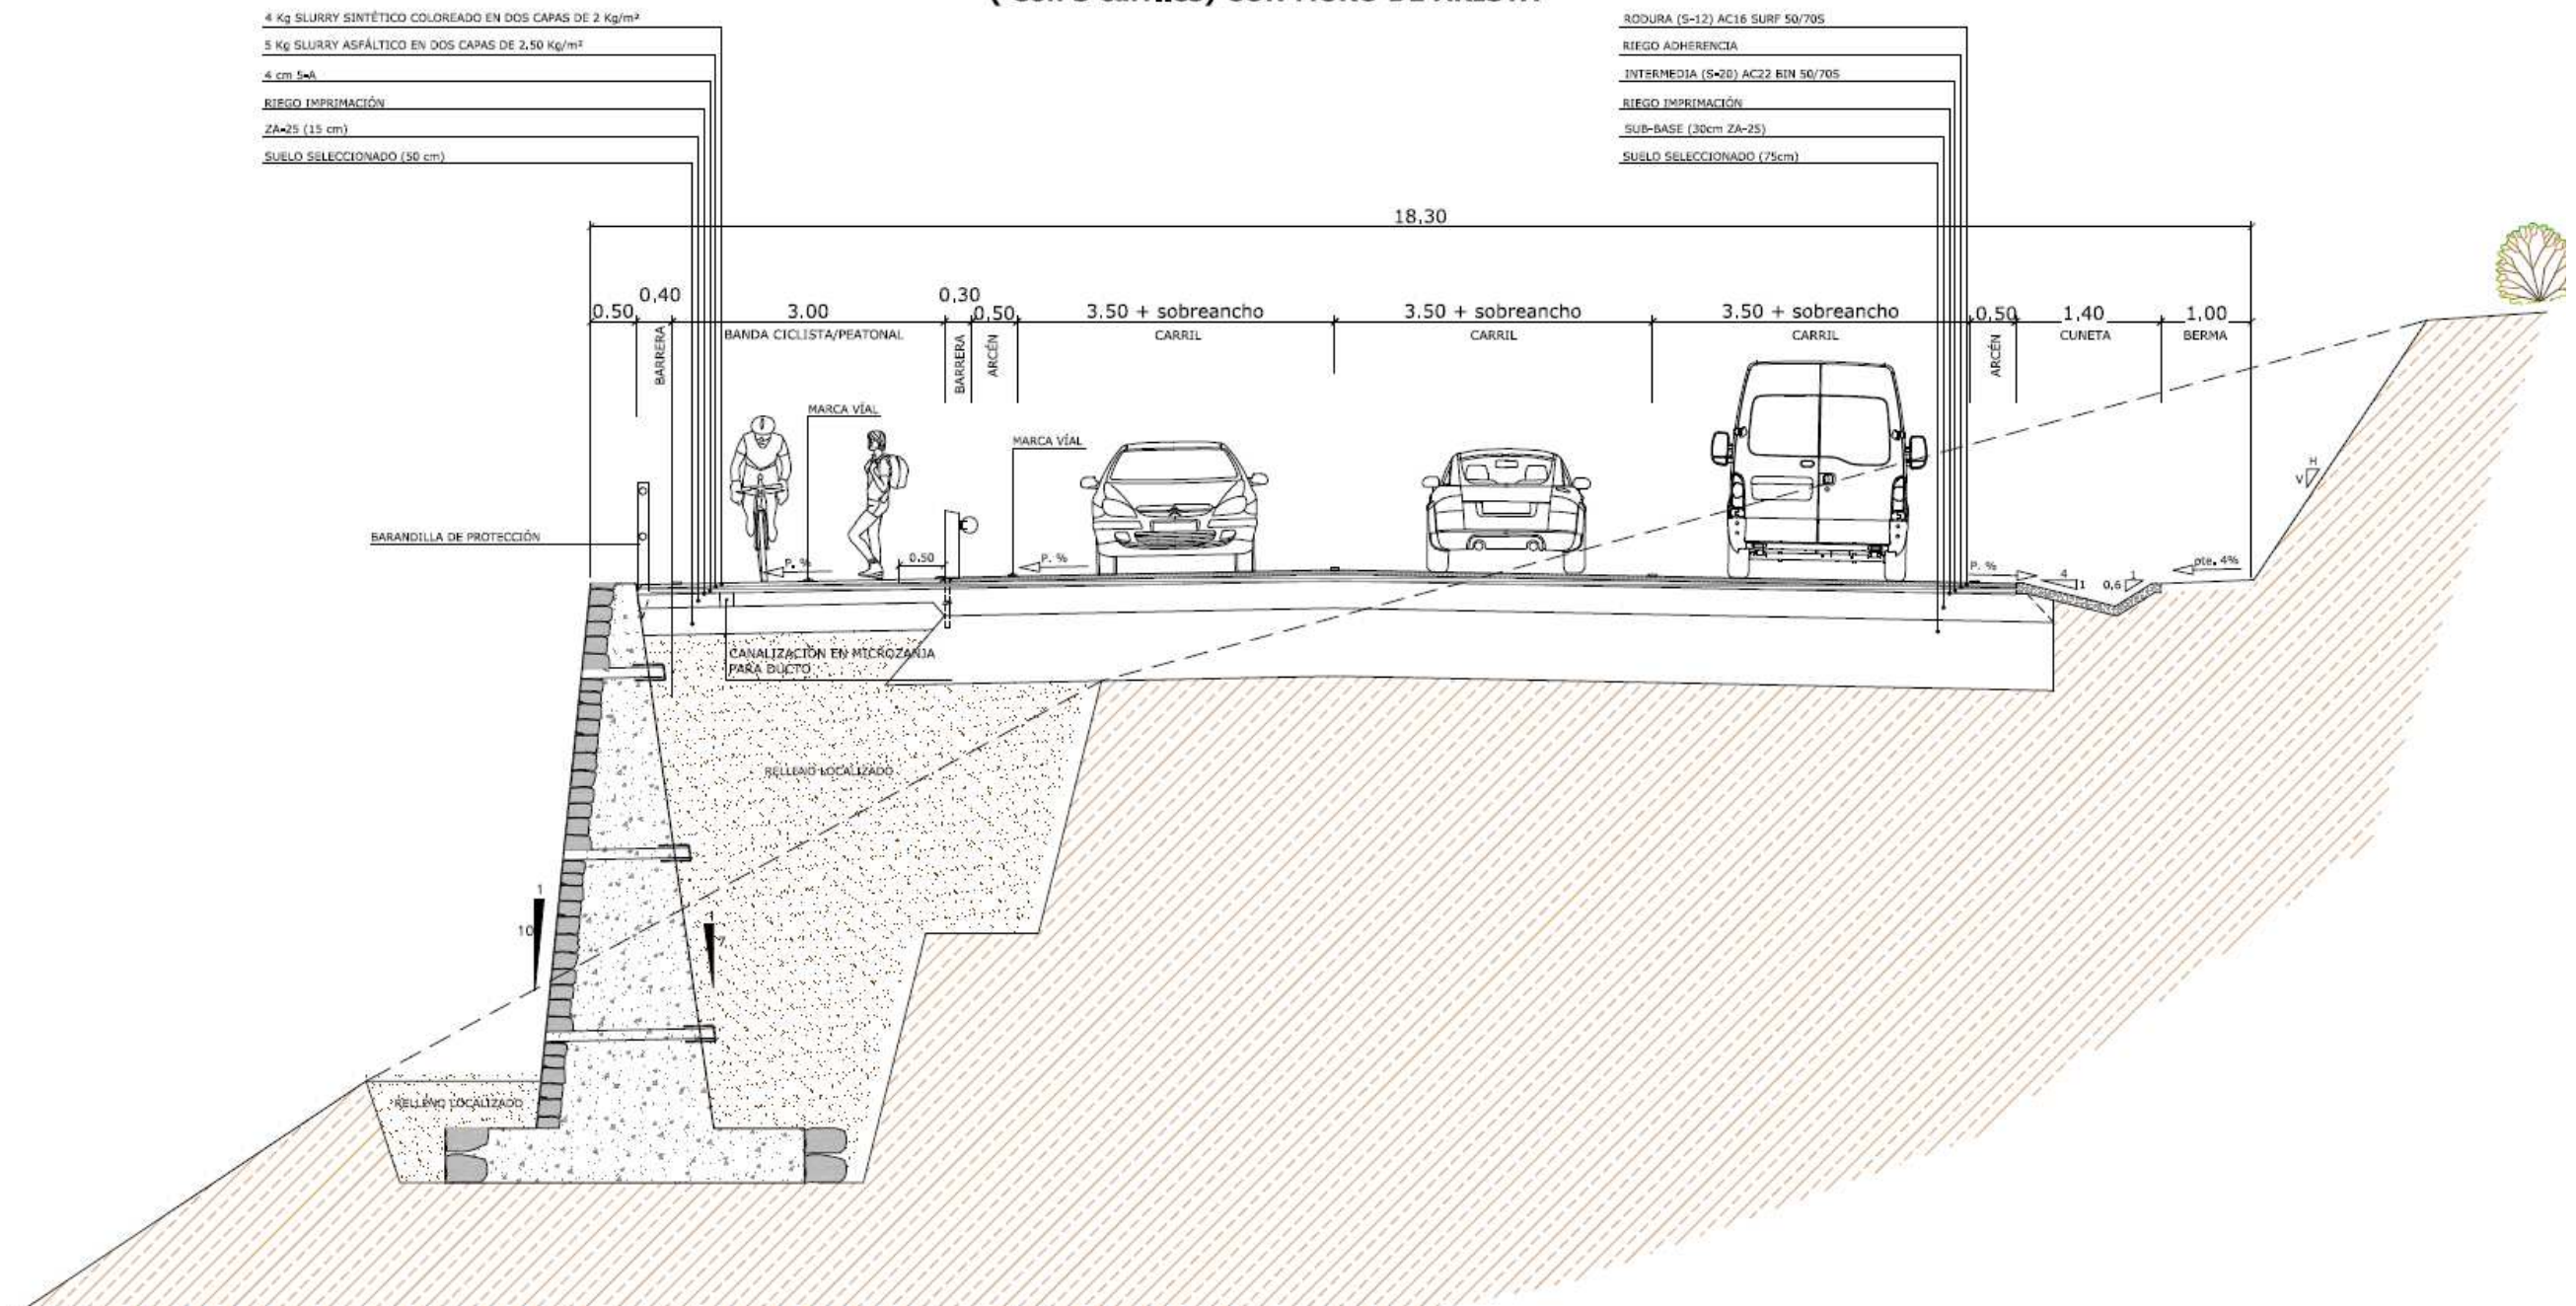 CON MURO DE ARISTA
4 Kg SLURRY SINTÉTICO COLOREADO EN DOS CAPAS DE 2 Kg/m²
5 Kg SLURRY ASFÁLTICO EN DOS CAPAS DE 2.50 Kg/m²
4 cm S-A
RIEGO IMPRIMACIÓN
ZA-25 (15 cm)
SUELO SELECCIONADO (50 cm)
RODURA (S-12) AC16 SURF 50/70S
RIEGO ADHERENCIA
INTERMEDIA (S-20) AC22 BIN 50/70S
RIEGO IMPRIMACIÓN
SUB-BASE (30cm ZA-25)
SUELO SELECCIONADO (75cm)
18,30
0.50
0,40
3.00
0,30
0,50
3.50 + sobreancho
3.50 + sobreancho
3.50 + sobreancho
0,50
1,40
1,00
BARRERA
BANDA CICLISTA/PEATONAL
BARRERA
ARCÉN
CARRIL
CARRIL
CARRIL
ARCÉN
CUNETA
BERMA
MARCA VÍAL
MARCA VÍAL
H
V
BARANDILLA DE PROTECCIÓN
P. %
0.50
P. %
P. %
4
1
0,6
1
pte. 4%
CANALIZACIÓN EN MICROZANJA
PARA DUCTO
RELLENO LOCALIZADO
1
10
1
7
RELLENO LOCALIZADO